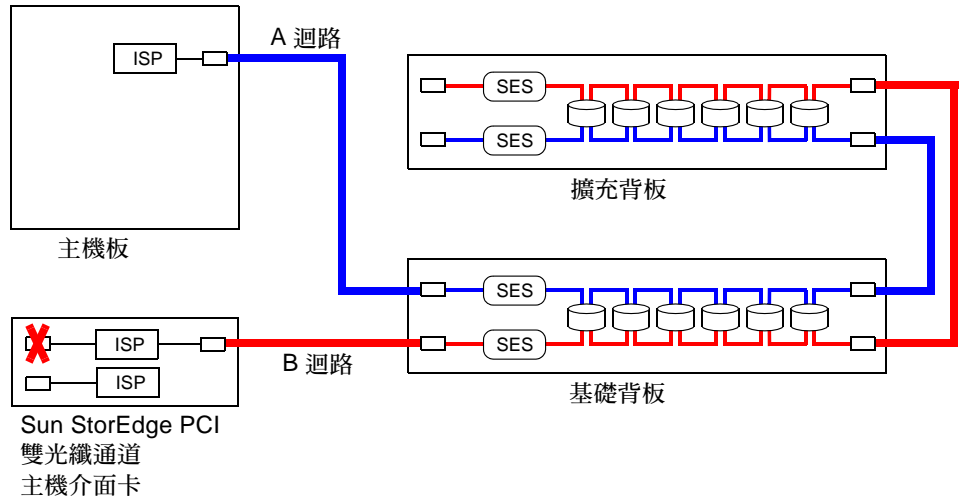 ISP
A 迴路
SES
SES
擴充背板
主機板
SES
SES
ISP
B 迴路
ISP
基礎背板
Sun StorEdge PCI
雙光纖通道
主機介面卡